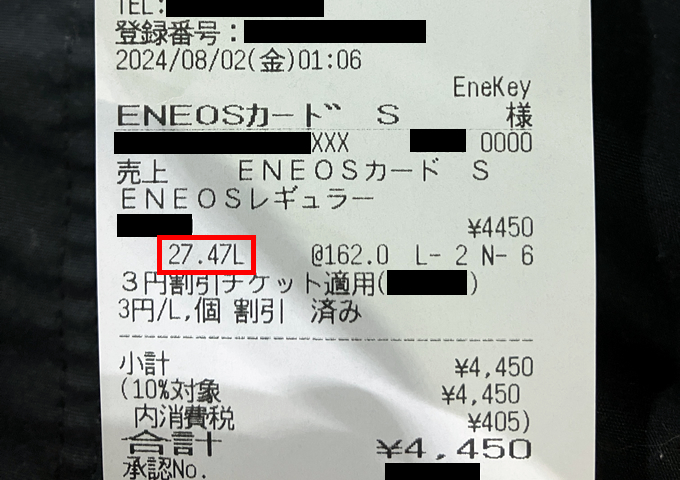 TEL:
登録番号:
2024/08/02(金)01:06
EneKey
ENEOSカード S 様
XXX 0000
売上 ENEOSカード S
ENEOSレギュラー
¥4450
27.47L @162.0 L- 2 N- 6
3円割引チケット適用( )
3円/L,個 割引 済み
小計 ¥4,450
(10%対象 ¥4,450
内消費税 ¥405)
合計 ¥4,450
承認No.